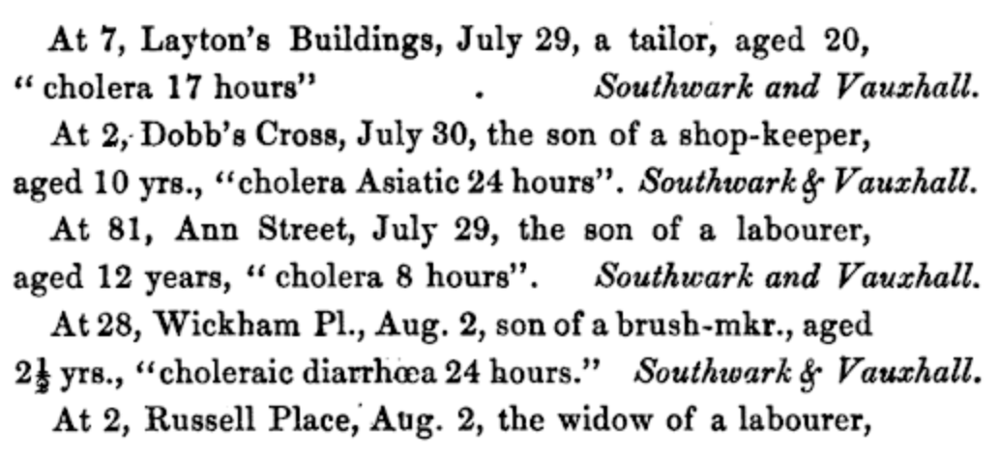 At 7, Layton's Buildings, July 29, a tailor, aged 20,
“cholera 17 hours” . Southwark and Vauxhall.
At 2, Dobb's Cross, July 30, the son of a shop-keeper,
aged 10 yrs., “cholera Asiatic 24 hours”. Southwark & Vauxhall.
At 81, Ann Street, July 29, the son of a labourer,
aged 12 years, “cholera 8 hours”. Southwark and Vauxhall.
At 28, Wickham Pl., Aug. 2, son of a brush-mkr., aged
2½ yrs., “choleraic diarrhœa 24 hours.” Southwark & Vauxhall.
At 2, Russell Place, Aug. 2, the widow of a labourer,